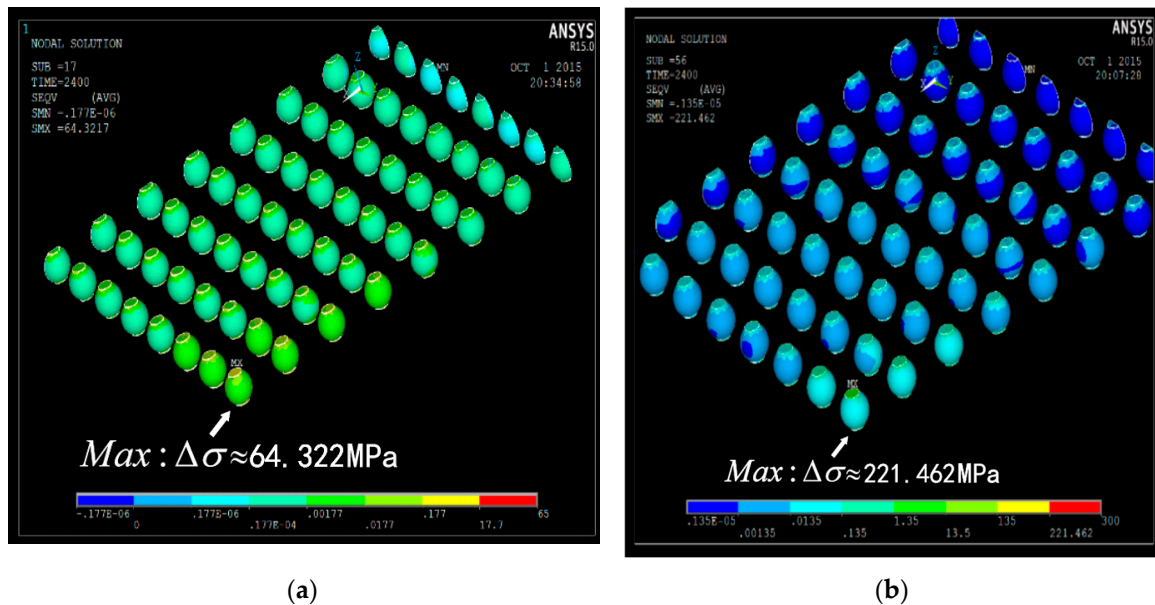 1
NODAL SOLUTION
SUB =17
TIME=2400
SEQV (AVG)
SMN -.177E-06
SMX =64.3217
ANSYS
R15.0
OCT 1 2015
20:34:58
Z
Y
MN
MX
Max : Δσ≈64. 322MPa
-.177E-06 .177E-06 .00177 .177 65
0 .177E-04 .0177 17.7
(a)
NODAL SOLUTION
SUB =56
TIME=2400
SEQV (AVG)
SMN =.135E-05
SMX -221.462
ANSYS
R15.0
OCT 1 2015
20:07:28
Z
Y
MN
MX
Max : Δσ≈221. 462MPa
.135E-05 .0135 1.35 135 300
.00135 .135 13.5 221.462
(b)